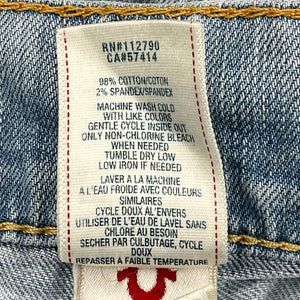 RN#112790
CA#57414
98% COTTON/COTON
2% SPANDEX/SPANDEX
MACHINE WASH COLD
WITH LIKE COLORS
GENTLE CYCLE INSIDE OUT
ONLY NON-CHLORINE BLEACH
WHEN NEEDED
TUMBLE DRY LOW
LOW IRON IF NEEDED
LAVER A LA MACHINE
A L'EAU FROIDE AVEC COULEURS
SIMILAIRES
CYCLE DOUX AL'ENVERS
UTILISER DE L'EAU DE LAVEL SANS
CHLORE AU BESOIN
SECHER PAR CULBUTAGE, CYCLE
DOUX
REPASSER A FAIBLE TEMPERATURE